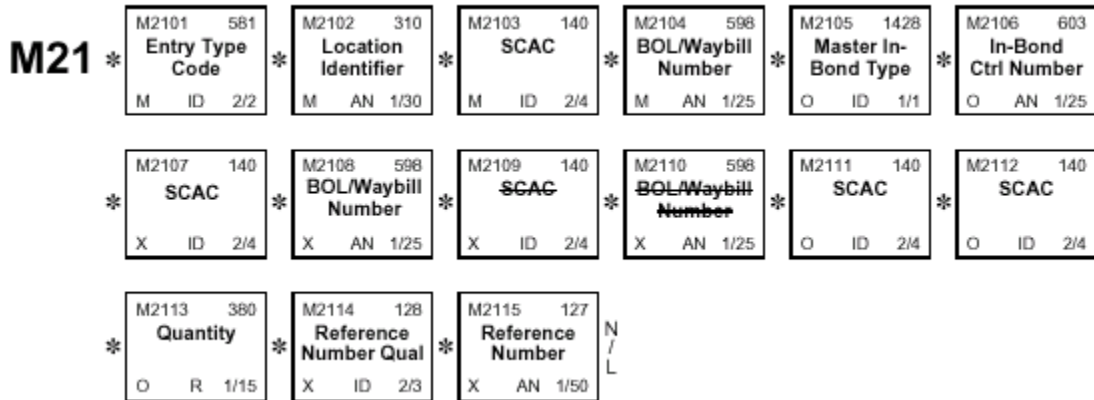 M2101 581 M2102 310 M2103 140 M2104 598 M2105 1428 M2106 603
M21 * Entry Type Code * Location Identifier * SCAC * BOL/Waybill Number * Master In-Bond Type * In-Bond Ctrl Number
M ID 2/2 M AN 1/30 M ID 2/4 M AN 1/25 O ID 1/1 O AN 1/25
M2107 140 M2108 598 M2109 140 M2110 598 M2111 140 M2112 140
* SCAC * BOL/Waybill Number * SCAC * BOL/Waybill Number * SCAC * SCAC
X ID 2/4 X AN 1/25 X ID 2/4 X AN 1/25 O ID 2/4 O ID 2/4
M2113 380 M2114 128 M2115 127
* Quantity * Reference Number Qual * Reference Number N/L
O R 1/15 X ID 2/3 X AN 1/50